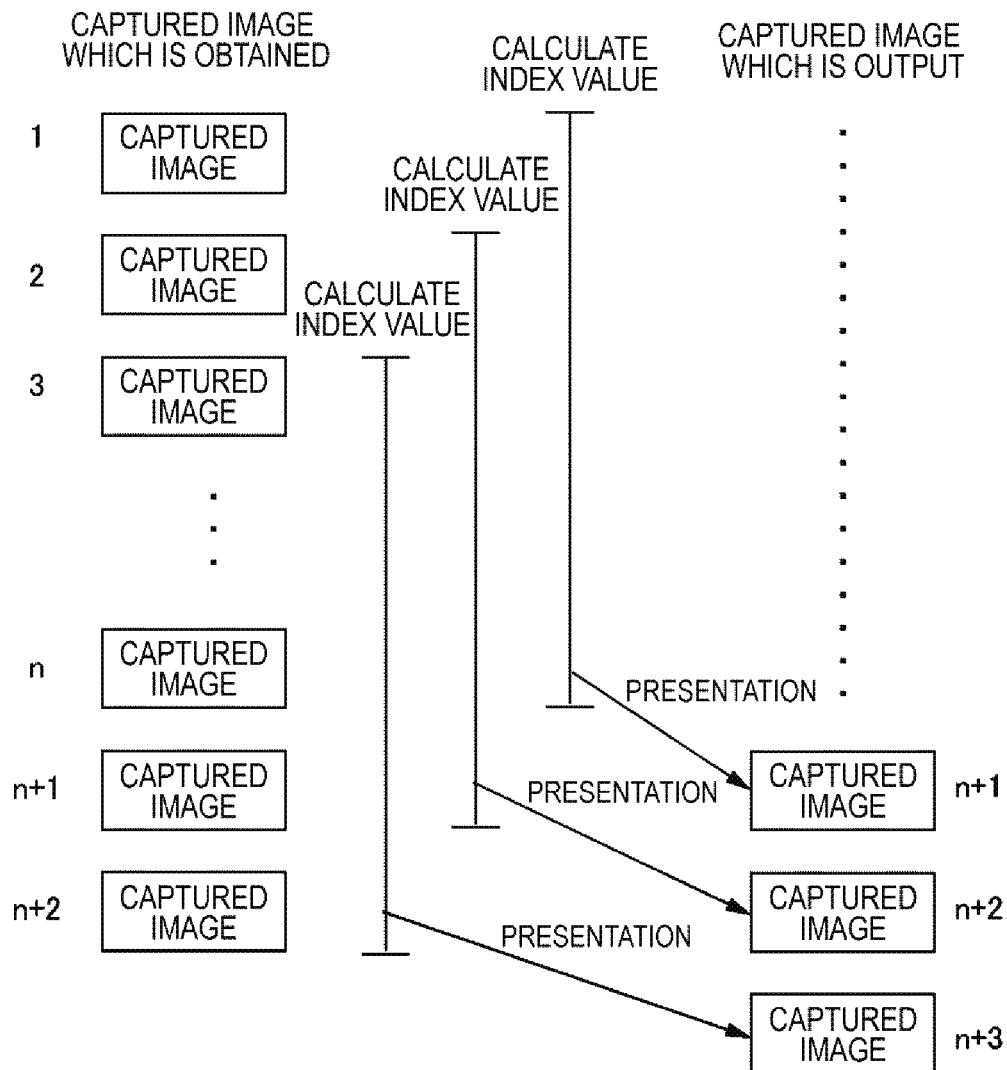 CAPTURED IMAGE
WHICH IS OBTAINED
CALCULATE
INDEX VALUE
CAPTURED IMAGE
WHICH IS OUTPUT
1
CAPTURED
IMAGE
CALCULATE
INDEX VALUE
2
CAPTURED
IMAGE
CALCULATE
INDEX VALUE
3
CAPTURED
IMAGE
n
CAPTURED
IMAGE
PRESENTATION
n+1
CAPTURED
IMAGE
PRESENTATION
CAPTURED
IMAGE
n+1
n+2
CAPTURED
IMAGE
PRESENTATION
CAPTURED
IMAGE
n+2
CAPTURED
IMAGE
n+3